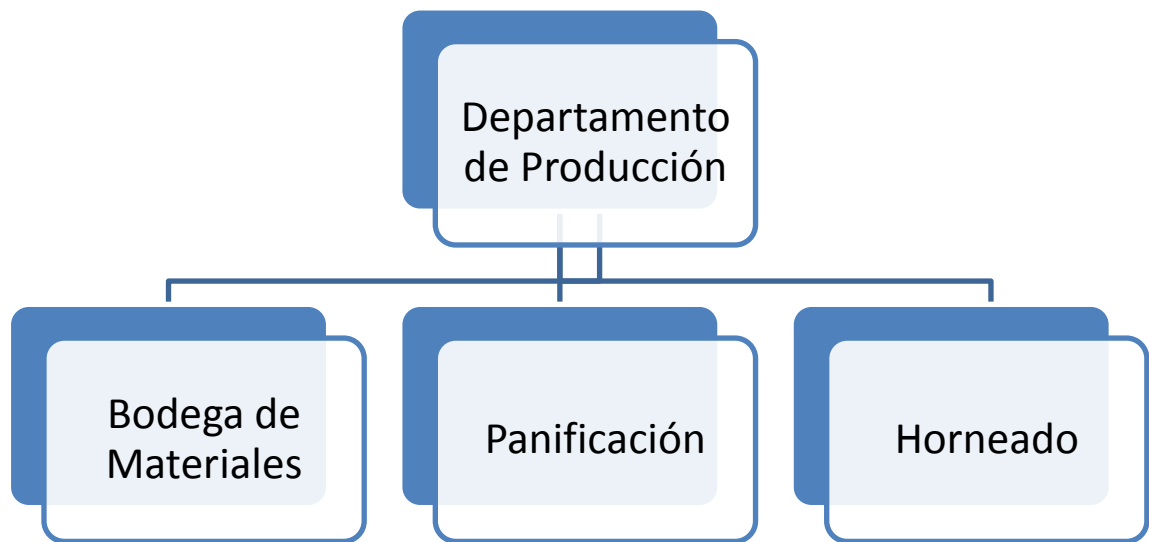 Departamento
de Producción
Bodega de
Materiales
Panificación
Horneado